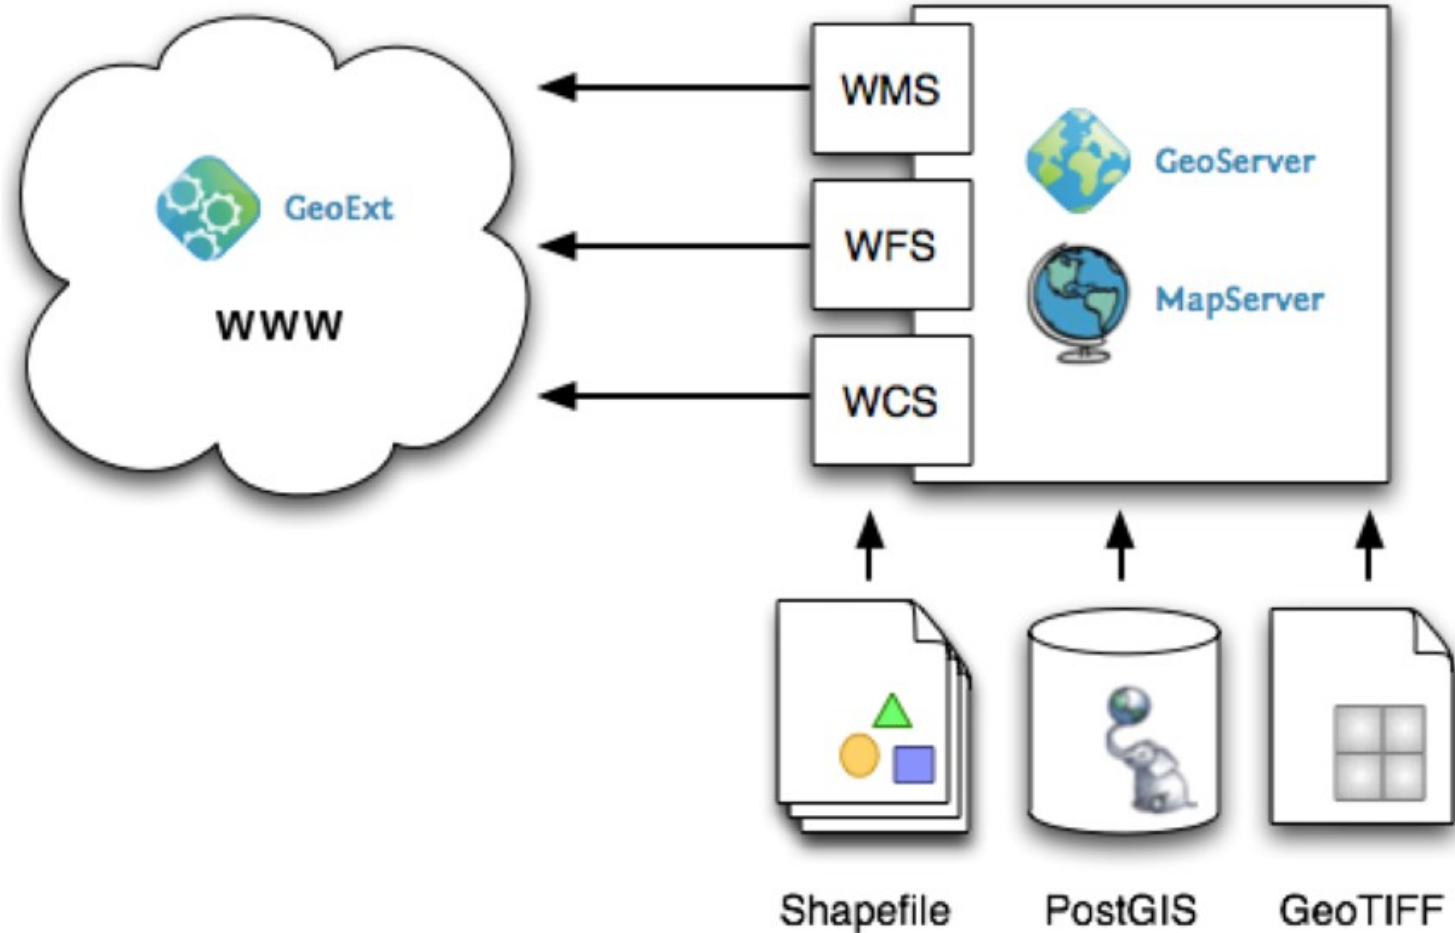 WMS
GeoServer
GeoExt
WFS
MapServer
www
WCS
Shapefile
PostGIS
GeoTIFF